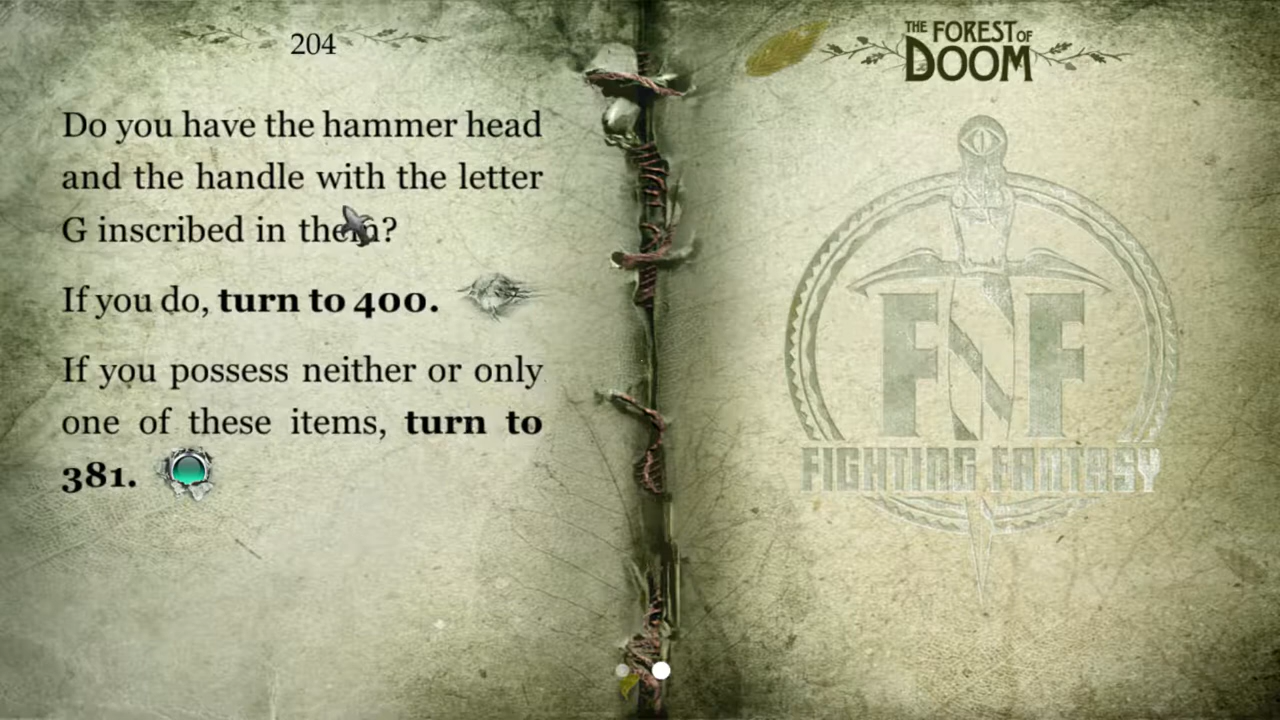 204
Do you have the hammer head
and the handle with the letter
G inscribed in them?
If you do, turn to 400.
If you possess neither or only
one of these items, turn to
381.
THE FOREST OF
DOOM
FF
FIGHTING FANTASY